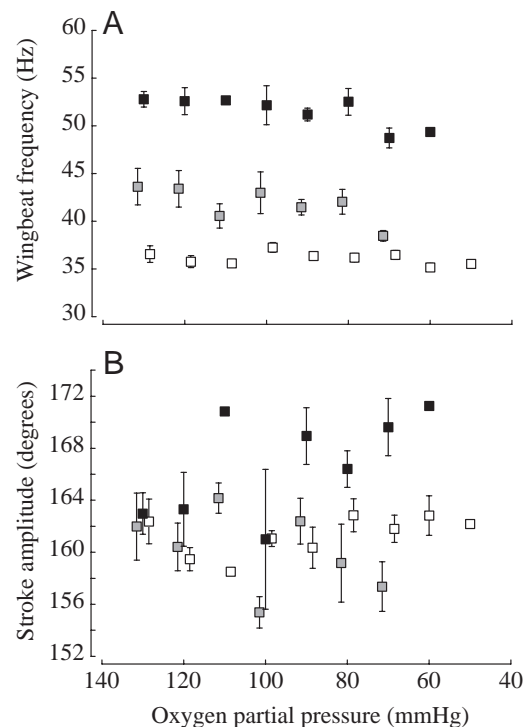 A
Wingbeat frequency (Hz)
60
55
50
45
40
35
30
B
Stroke amplitude (degrees)
172
168
164
160
156
152
140 120 100 80 60 40
Oxygen partial pressure (mmHg)